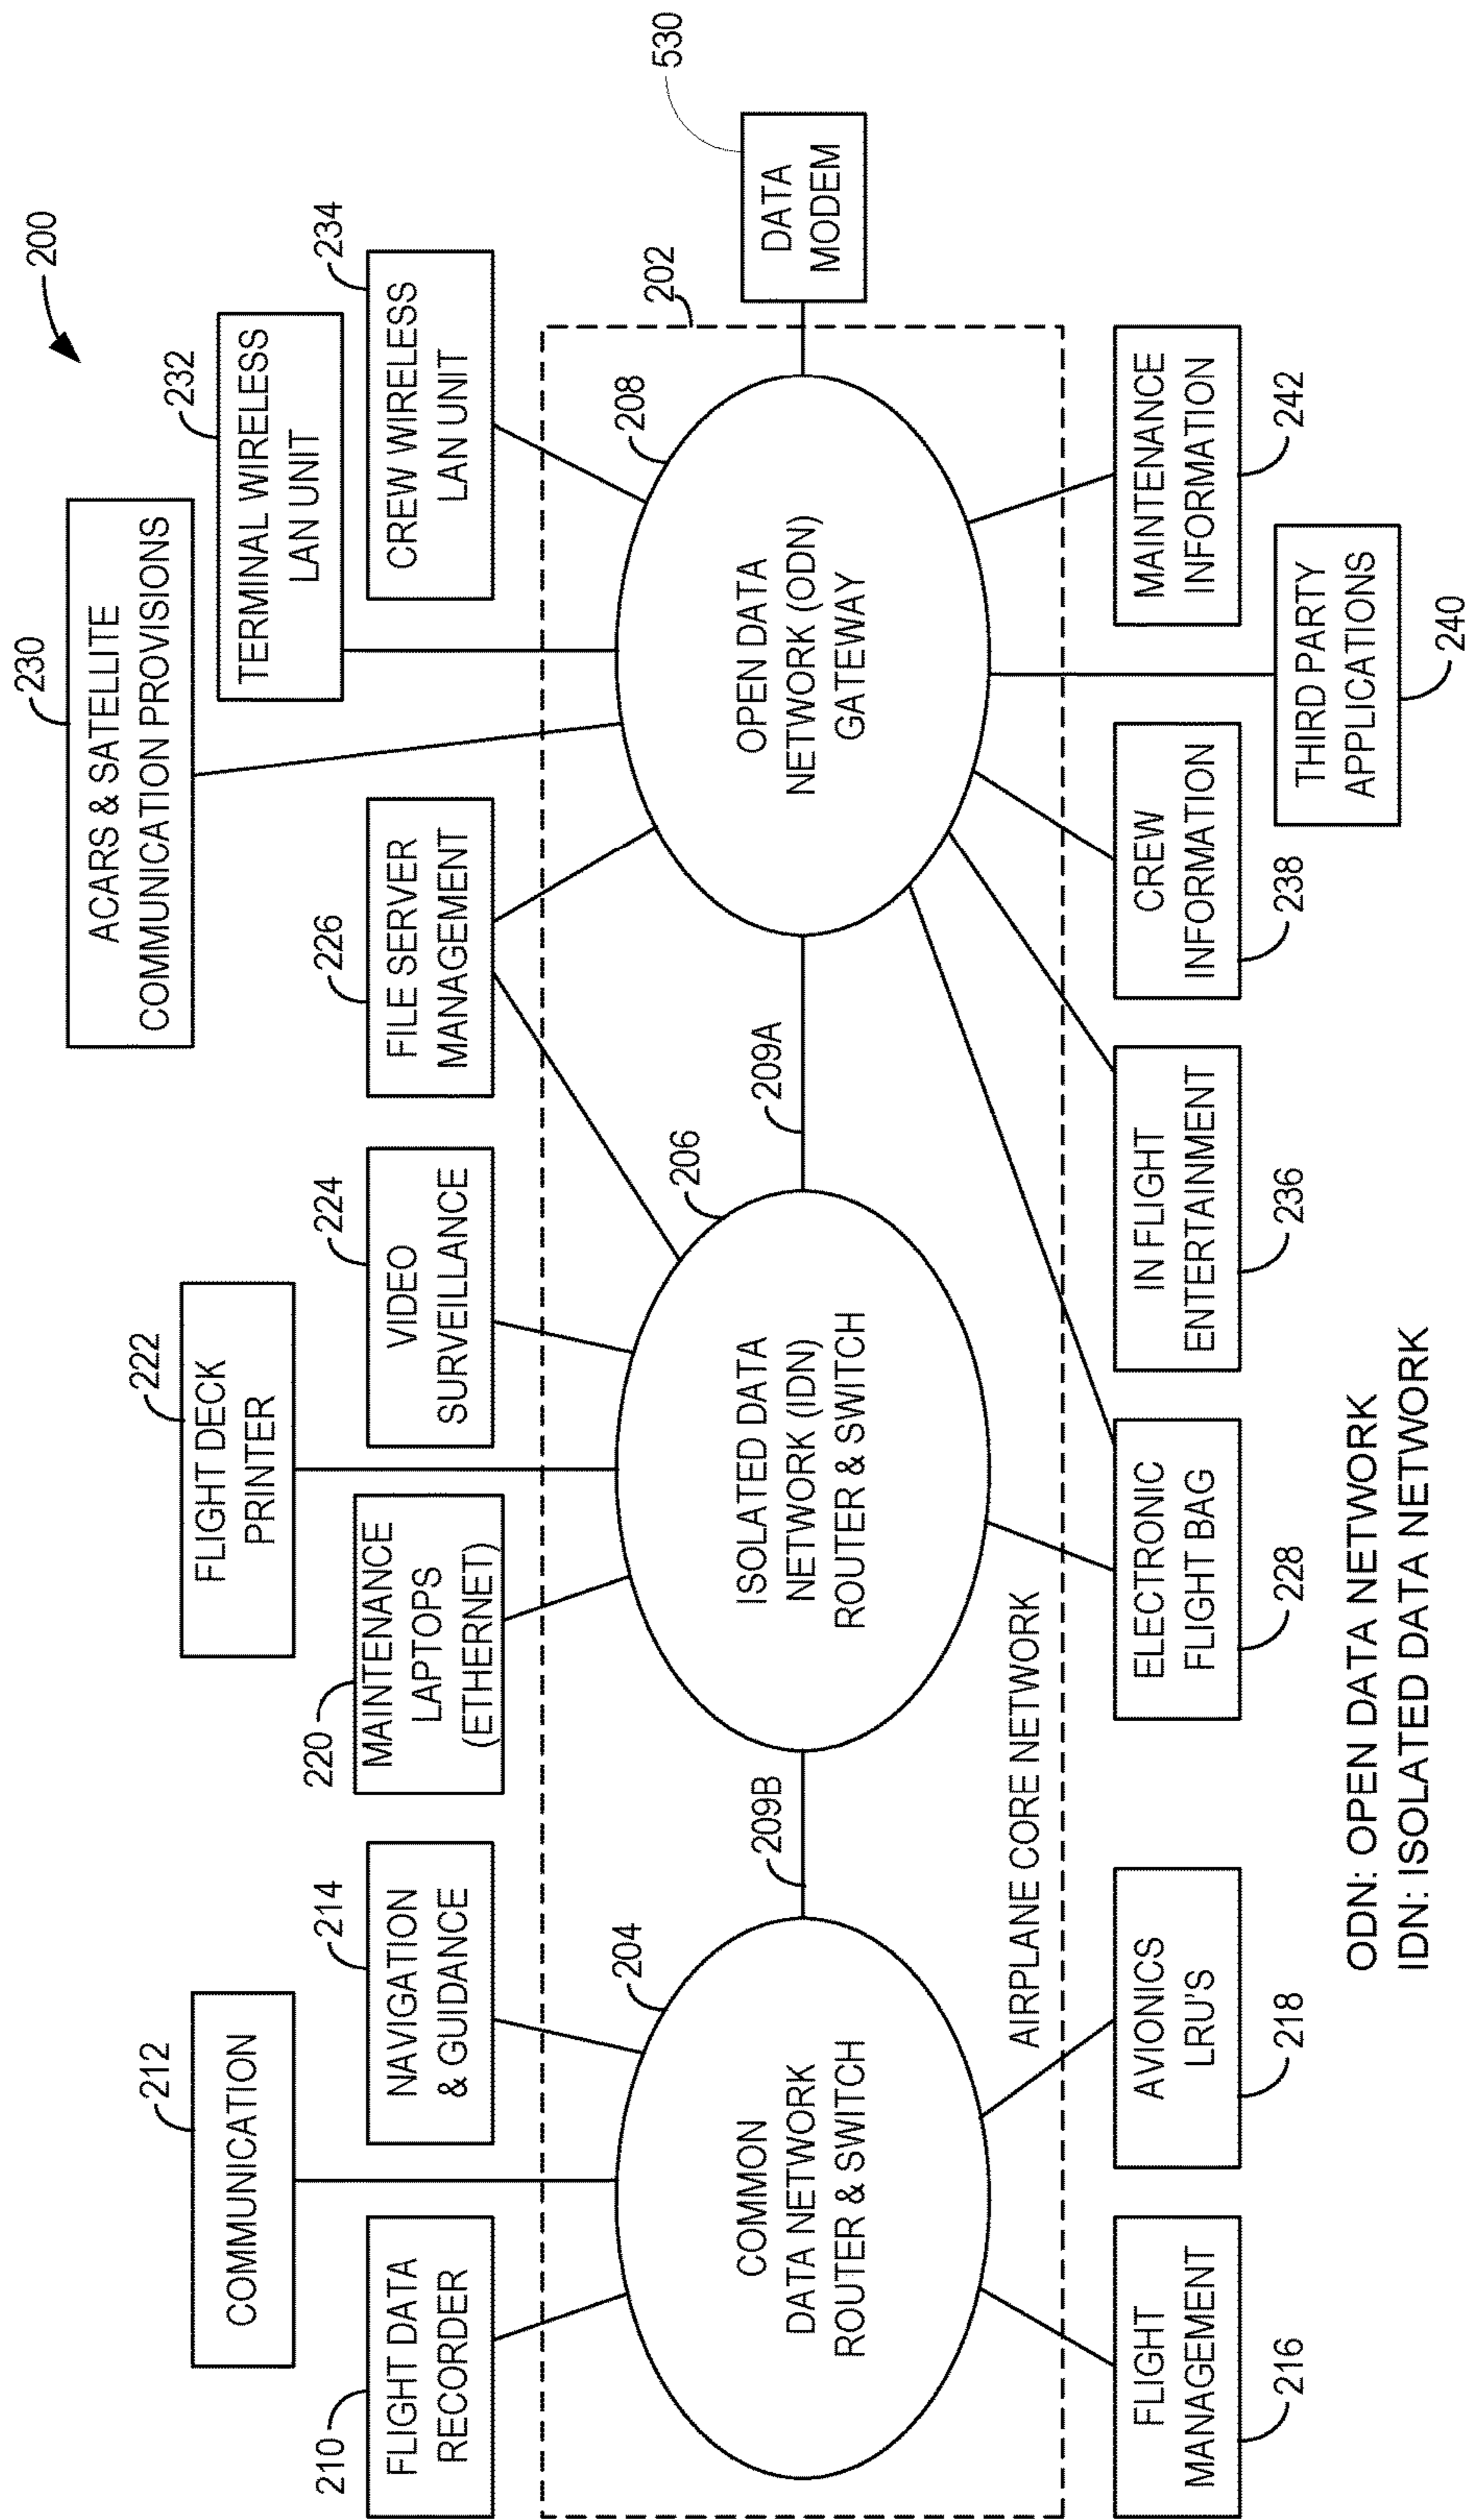 200
230
ACARS & SATELLITE
COMMUNICATION PROVISIONS
232
TERMINAL WIRELESS
LAN UNIT
234
CREW WIRELESS
LAN UNIT
222
FLIGHT DECK
PRINTER
212
COMMUNICATION
210
FLIGHT DATA
RECORDER
214
NAVIGATION
& GUIDANCE
220
MAINTENANCE
LAPTOPS
(ETHERNET)
224
VIDEO
SURVEILLANCE
226
FILE SERVER
MANAGEMENT
202
204
COMMON
DATA NETWORK
ROUTER & SWITCH
209B
206
ISOLATED DATA
NETWORK (IDN)
ROUTER & SWITCH
209A
208
OPEN DATA
NETWORK (ODN)
GATEWAY
530
DATA
MODEM
AIRPLANE CORE NETWORK
FLIGHT
MANAGEMENT
216
AVIONICS
LRU'S
218
ELECTRONIC
FLIGHT BAG
228
IN FLIGHT
ENTERTAINMENT
236
CREW
INFORMATION
238
THIRD PARTY
APPLICATIONS
240
MAINTENANCE
INFORMATION
242
ODN: OPEN DATA NETWORK
IDN: ISOLATED DATA NETWORK